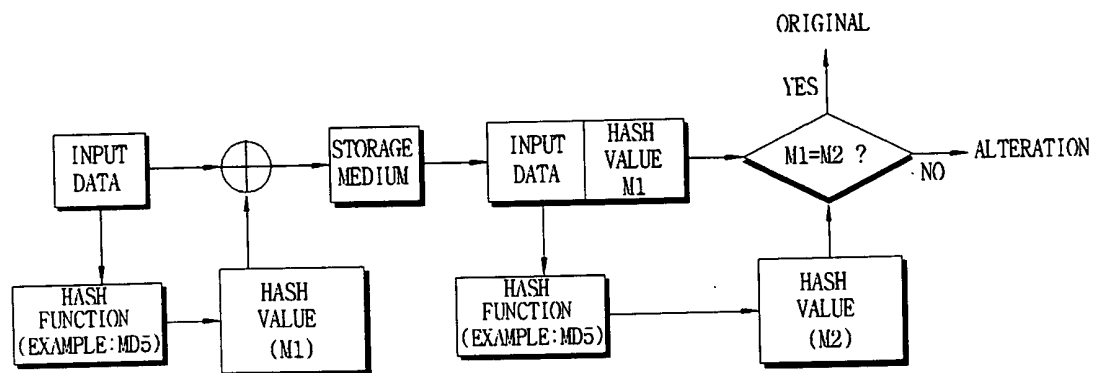 ORIGINAL
YES
INPUT
DATA
STORAGE
MEDIUM
INPUT
DATA
HASH
VALUE
M1
M1=M2 ?
NO
ALTERATION
HASH
FUNCTION
(EXAMPLE:MD5)
HASH
VALUE
(M1)
HASH
FUNCTION
(EXAMPLE:MD5)
HASH
VALUE
(M2)